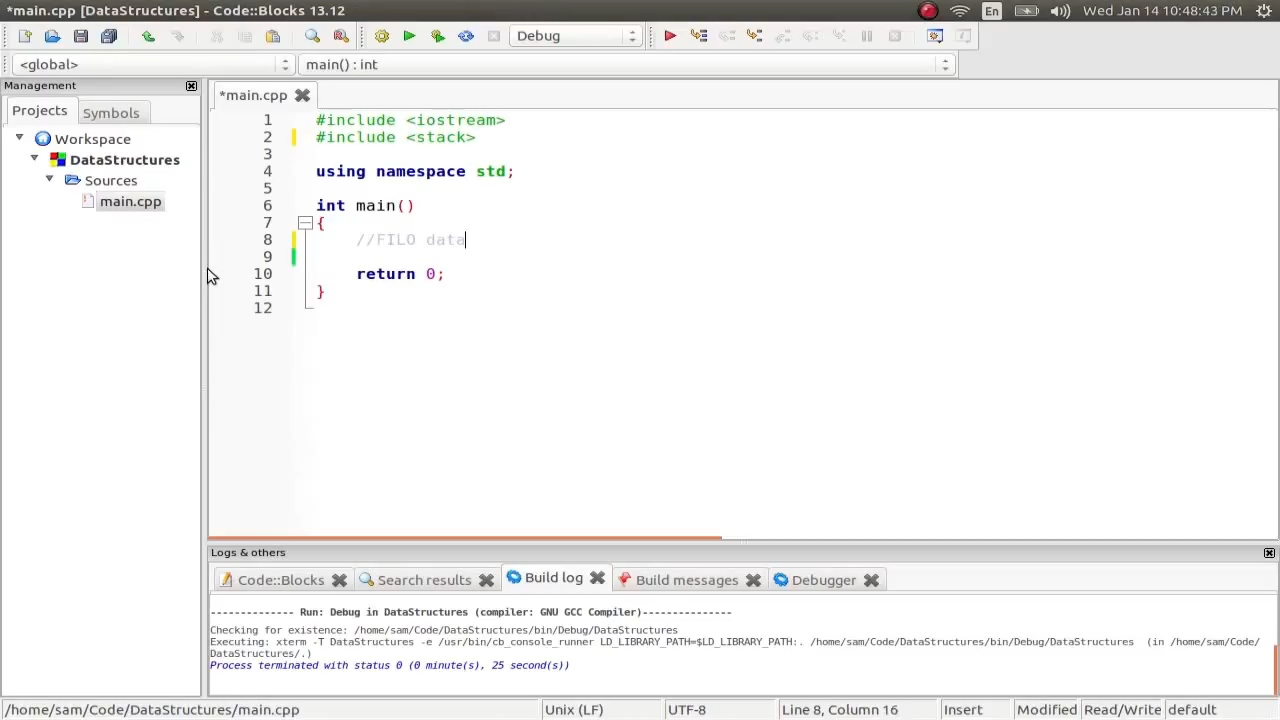 *main.cpp [DataStructures] - Code::Blocks 13.12
En
Wed Jan 14 10:48:43 PM
Debug
<global>
main() : int
Management
Projects
Symbols
Workspace
DataStructures
Sources
main.cpp
*main.cpp
1 #include <iostream>
2 #include <stack>
3
4 using namespace std;
5
6 int main()
7 {
8 //FILO data
9
10 return 0;
11 }
12
Logs & others
Code::Blocks
Search results
Build log
Build messages
Debugger
-------------- Run: Debug in DataStructures (compiler: GNU GCC Compiler)---------------
Checking for existence: /home/sam/Code/DataStructures/bin/Debug/DataStructures
Executing: xterm -T DataStructures -e /usr/bin/cb_console_runner LD_LIBRARY_PATH=$LD_LIBRARY_PATH:. /home/sam/Code/DataStructures/bin/Debug/DataStructures  (in /home/sam/Code/
DataStructures/.)
Process terminated with status 0 (0 minute(s), 25 second(s))
/home/sam/Code/DataStructures/main.cpp
Unix (LF)
UTF-8
Line 8, Column 16
Insert
Modified
Read/Write
default